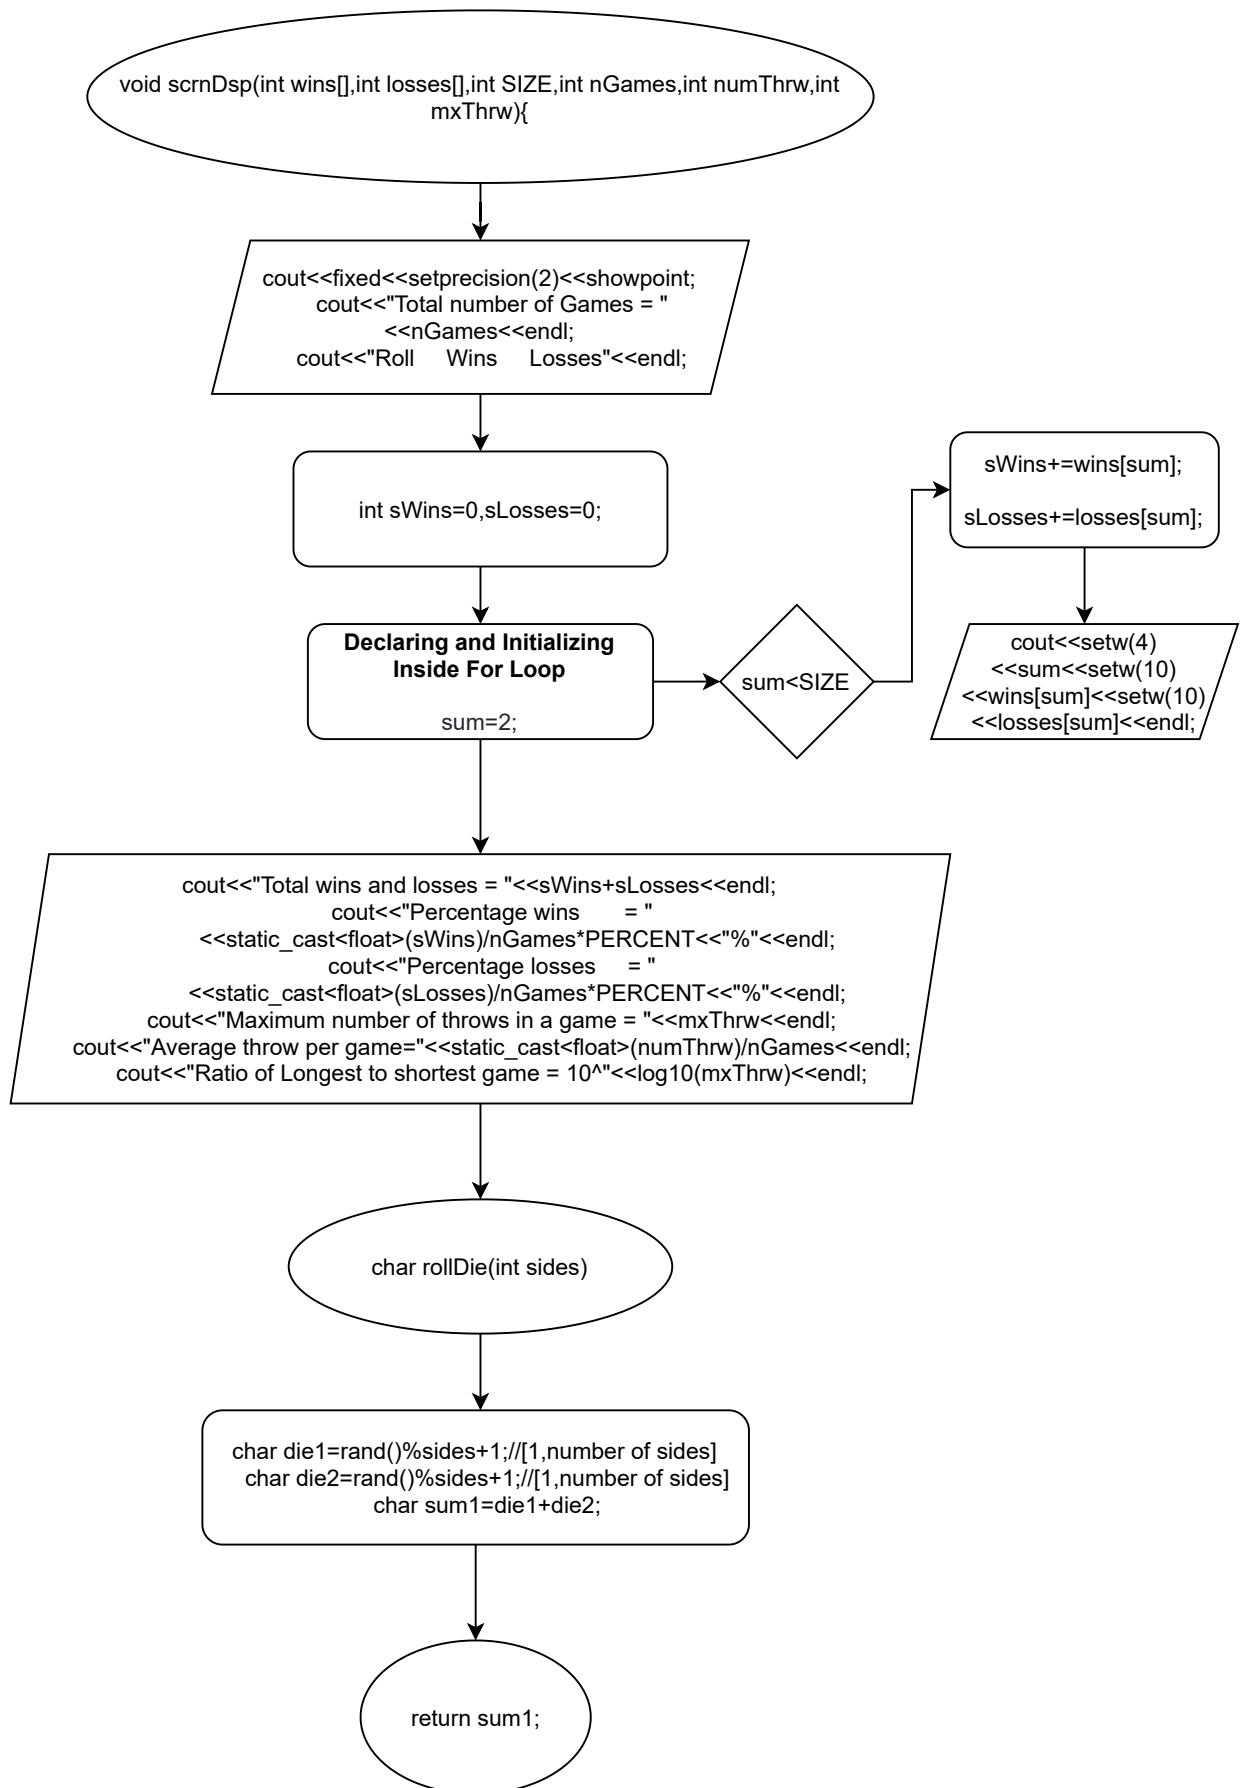 void scrnDsp(int wins[],int losses[],int SIZE,int nGames,int numThrw,int
mxThrw){
cout<<fixed<<setprecision(2)<<showpoint;
cout<<"Total number of Games = "
<<nGames<<endl;
cout<<"Roll     Wins     Losses"<<endl;
int sWins=0,sLosses=0;
Declaring and Initializing
Inside For Loop
sum=2;
sum<SIZE
sWins+=wins[sum];
sLosses+=losses[sum];
cout<<setw(4)
<<sum<<setw(10)
<<wins[sum]<<setw(10)
<<losses[sum]<<endl;
cout<<"Total wins and losses = "<<sWins+sLosses<<endl;
cout<<"Percentage wins       = "
<<static_cast<float>(sWins)/nGames*PERCENT<<"%"<<endl;
cout<<"Percentage losses     = "
<<static_cast<float>(sLosses)/nGames*PERCENT<<"%"<<endl;
cout<<"Maximum number of throws in a game = "<<mxThrw<<endl;
cout<<"Average throw per game="<<static_cast<float>(numThrw)/nGames<<endl;
cout<<"Ratio of Longest to shortest game = 10^"<<log10(mxThrw)<<endl;
char rollDie(int sides)
char die1=rand()%sides+1;//[1,number of sides]
char die2=rand()%sides+1;//[1,number of sides]
char sum1=die1+die2;
return sum1;